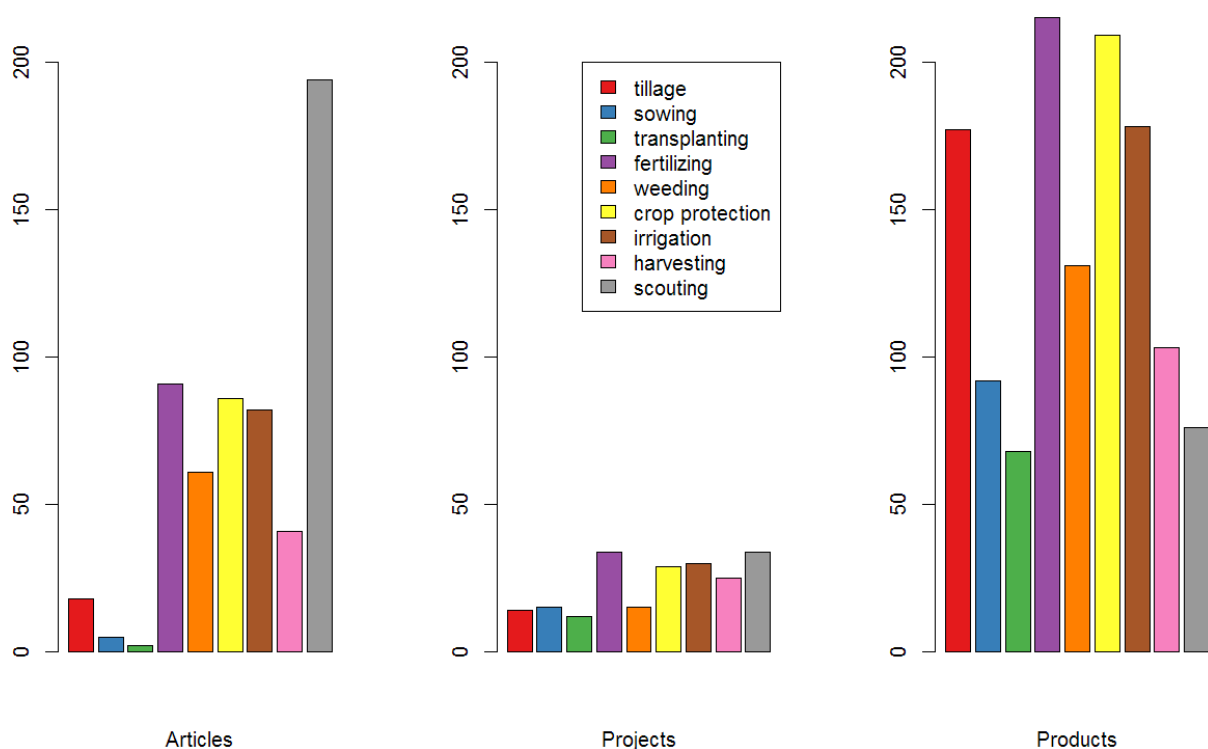 200
150
100
50
0
Articles
200
150
100
50
0
tillage
sowing
transplanting
fertilizing
weeding
crop protection
irrigation
harvesting
scouting
Projects
200
150
100
50
0
Products